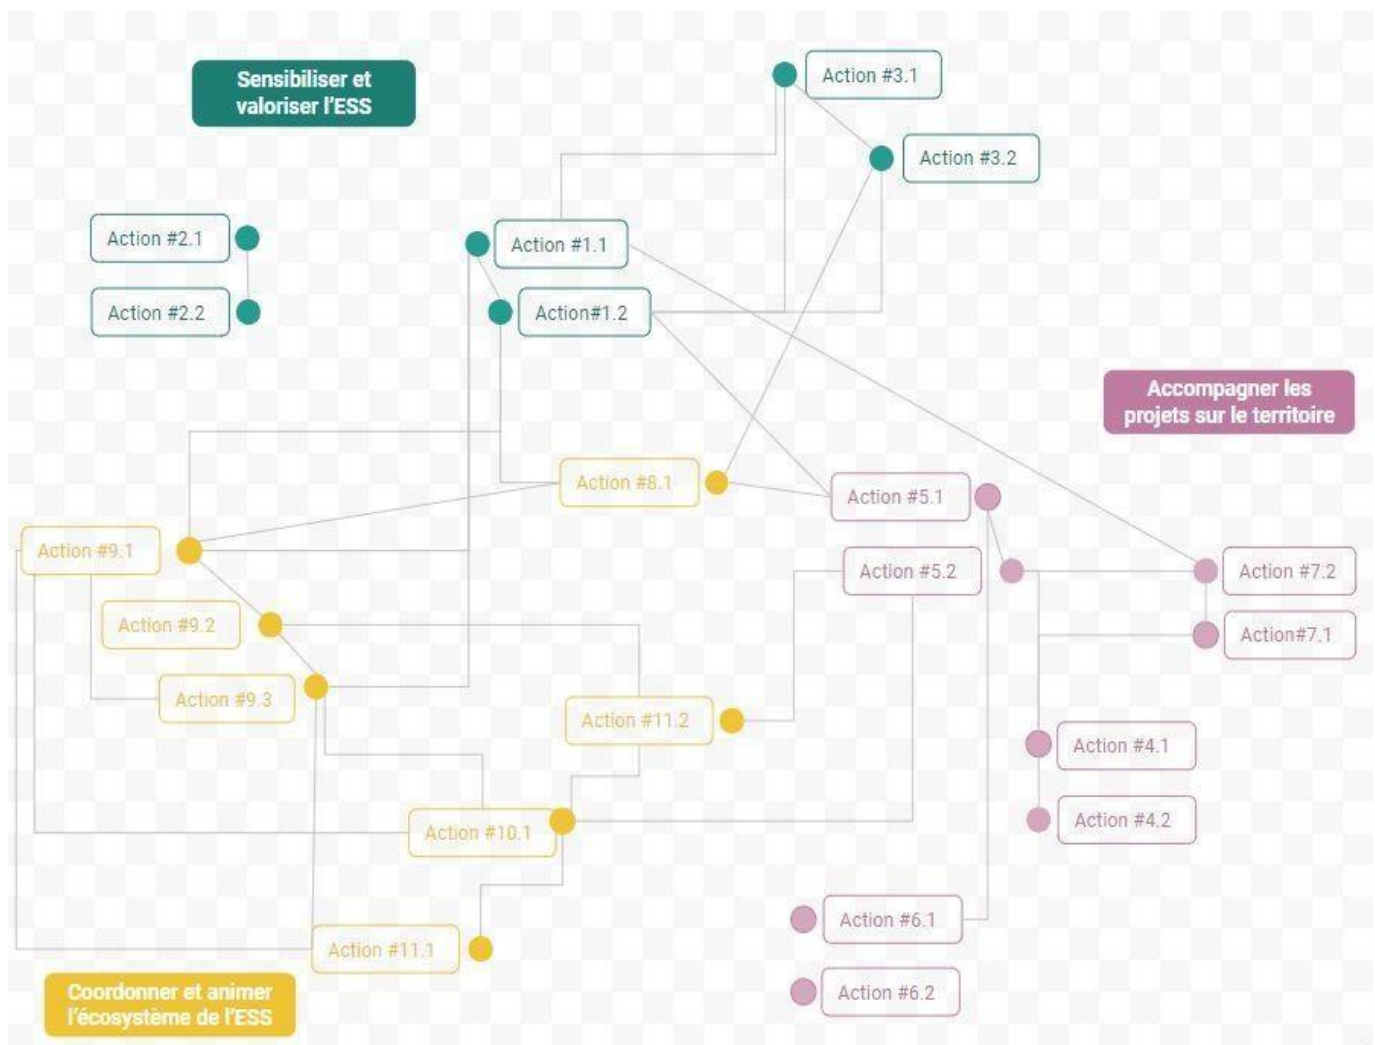 Sensibiliser et
valoriser l'ESS
Action #3.1
Action #3.2
Action #2.1
Action #1.1
Action #2.2
Action#1.2
Accompagner les
projets sur le territoire
Action #8.1
Action #5.1
Action #9.1
Action #5.2
Action #7.2
Action #9.2
Action#7.1
Action #9.3
Action #11.2
Action #4.1
Action #10.1
Action #4.2
Action #6.1
Action #11.1
Action #6.2
Coordonner et animer
l'écosystème de l'ESS